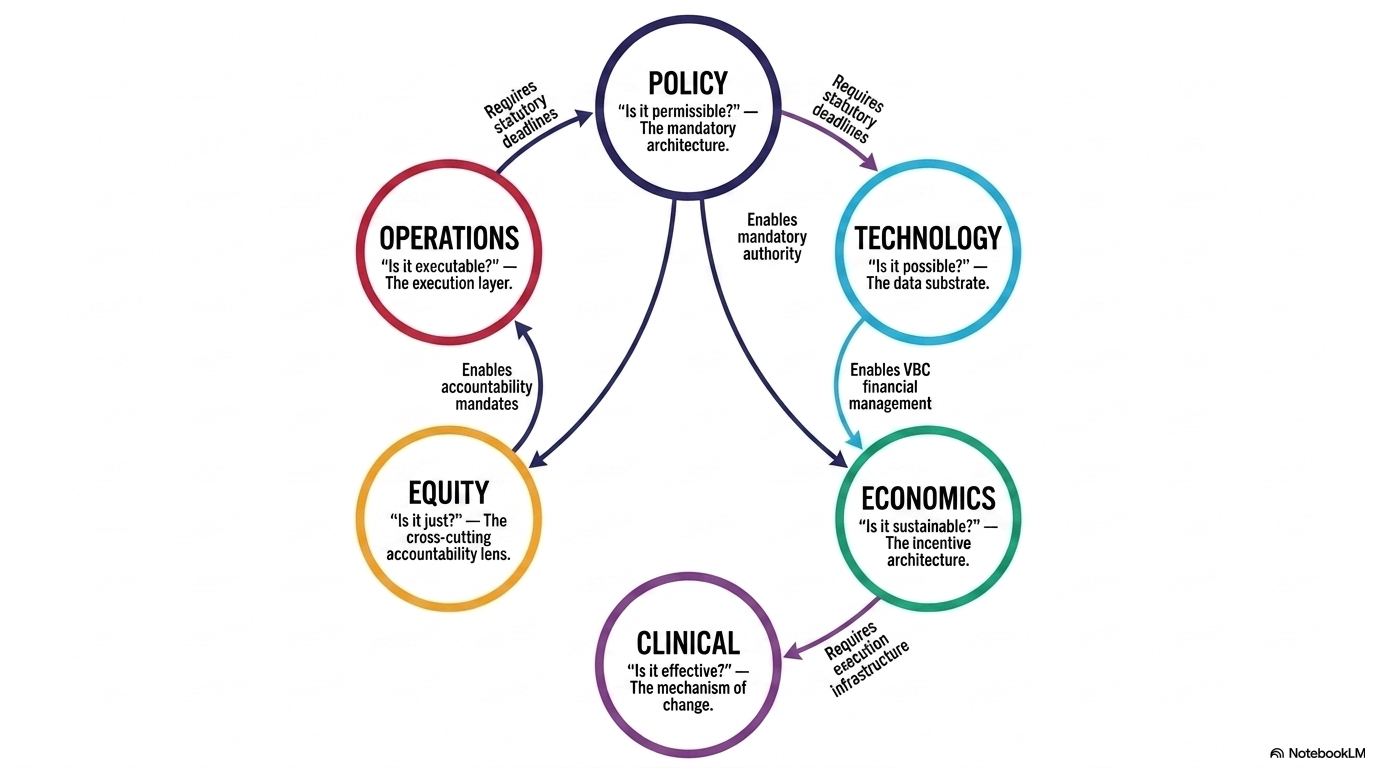 POLICY
“Is it permissible?” —
The mandatory
architecture.
Requires
statutory
deadlines
Requires
statutory
deadlines
OPERATIONS
“Is it executable?” —
The execution layer.
Enables
mandatory
authority
TECHNOLOGY
“Is it possible?” —
The data substrate.
Enables
accountability
mandates
Enables VBC
financial
management
EQUITY
“Is it just?” — The
cross-cutting
accountability lens.
ECONOMICS
“Is it sustainable?” —
The incentive
architecture.
CLINICAL
“Is it effective?” —
The mechanism of
change.
Requires
execution
infrastructure
NotebookLM